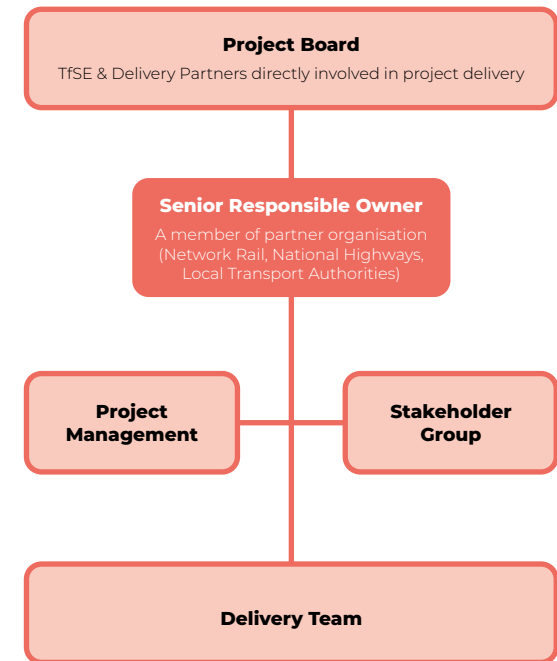 Project Board
TfSE & Delivery Partners directly involved in project delivery
Senior Responsible Owner
A member of partner organisation
(Network Rail, National Highways,
Local Transport Authorities)
Project
Management
Stakeholder
Group
Delivery Team